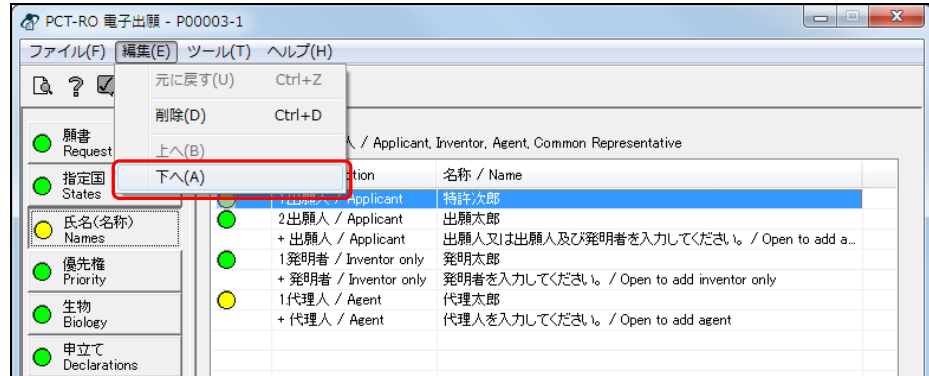 PCT-RO 電子出願 - P00003-1
ファイル(F) 編集(E) ツール(T) ヘルプ(H)
元に戻す(U) Ctrl+Z
削除(D) Ctrl+D
上へ(B)
下へ(A)
/ Applicant, Inventor, Agent, Common Representative
願書
Request
指定国
States
氏名(名称)
Names
優先権
Priority
生物
Biology
申立て
Declarations
名称 / Name
1出願人 / Applicant 特許次郎
2出願人 / Applicant 出願太郎
+ 出願人 / Applicant 出願人又は出願人及び発明者を入力してください。 / Open to add a...
1発明者 / Inventor only 発明太郎
+ 発明者 / Inventor only 発明者を入力してください。 / Open to add inventor only
1代理人 / Agent 代理太郎
+ 代理人 / Agent 代理人を入力してください。 / Open to add agent